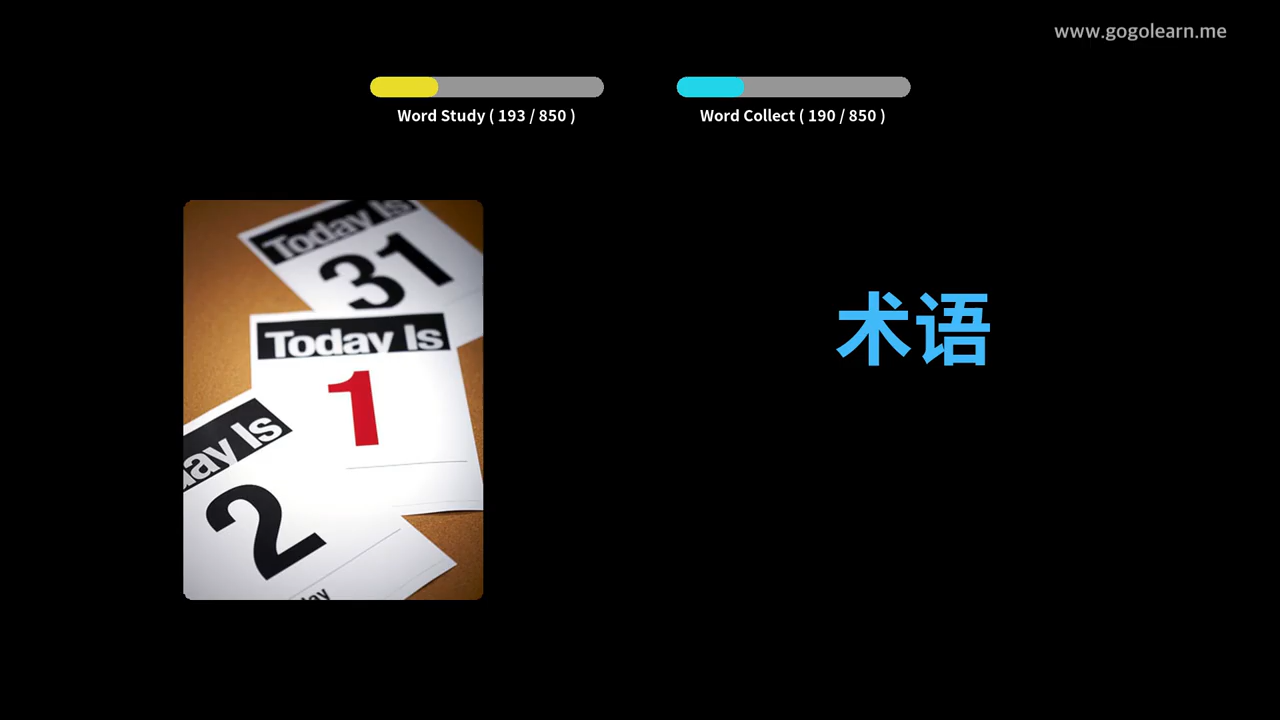 www.gogolearn.me
Word Study ( 193 / 850 )
Word Collect ( 190 / 850 )
Today Is
31
Today Is
1
ay Is
2
术语